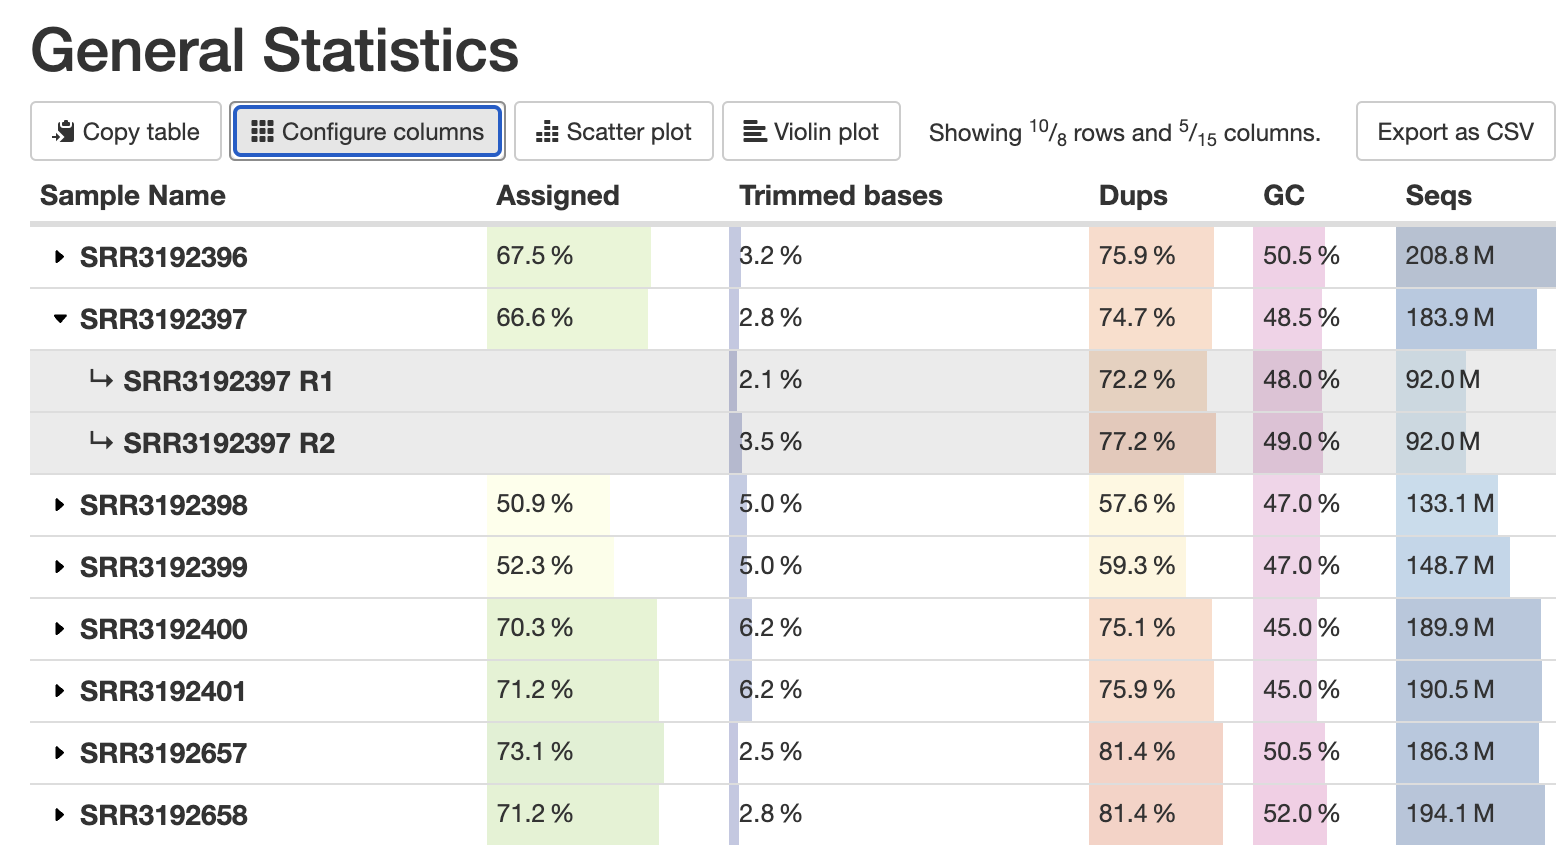 General Statistics
Copy table Configure columns Scatter plot Violin plot Showing 10/8 rows and 5/15 columns. Export as CSV
Sample Name Assigned Trimmed bases Dups GC Seqs
SRR3192396 67.5 % 3.2 % 75.9 % 50.5 % 208.8 M
SRR3192397 66.6 % 2.8 % 74.7 % 48.5 % 183.9 M
↳ SRR3192397 R1 2.1 % 72.2 % 48.0 % 92.0 M
↳ SRR3192397 R2 3.5 % 77.2 % 49.0 % 92.0 M
SRR3192398 50.9 % 5.0 % 57.6 % 47.0 % 133.1 M
SRR3192399 52.3 % 5.0 % 59.3 % 47.0 % 148.7 M
SRR3192400 70.3 % 6.2 % 75.1 % 45.0 % 189.9 M
SRR3192401 71.2 % 6.2 % 75.9 % 45.0 % 190.5 M
SRR3192657 73.1 % 2.5 % 81.4 % 50.5 % 186.3 M
SRR3192658 71.2 % 2.8 % 81.4 % 52.0 % 194.1 M